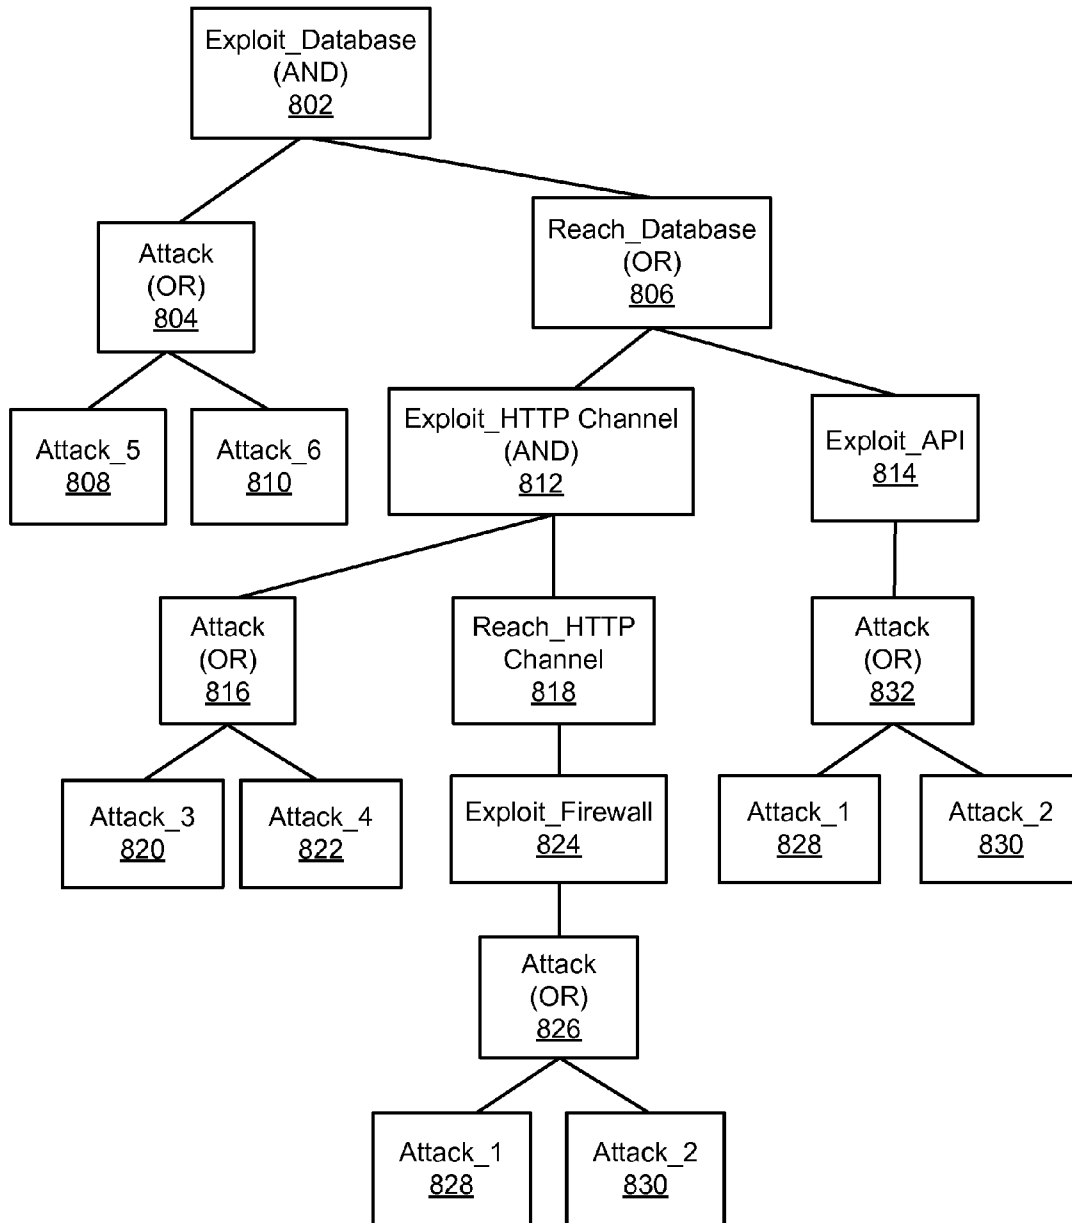 Exploit_Database
(AND)
802
Reach_Database
(OR)
806
Attack
(OR)
804
Exploit_HTTP Channel
(AND)
812
Exploit_API
814
Attack_5
808
Attack_6
810
Attack
(OR)
816
Reach_HTTP
Channel
818
Attack
(OR)
832
Attack_3
820
Attack_4
822
Exploit_Firewall
824
Attack_1
828
Attack_2
830
Attack
(OR)
826
Attack_1
828
Attack_2
830